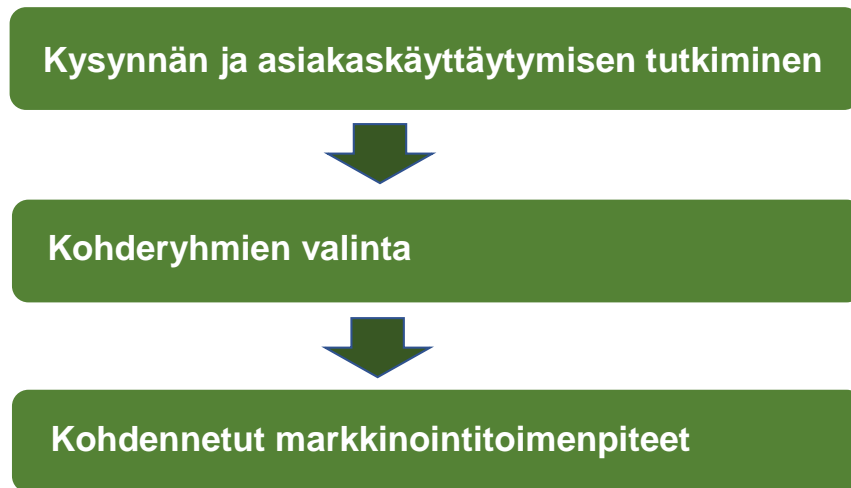 Kysynnän ja asiakaskäyttäytymisen tutkiminen
Kohderyhmien valinta
Kohdennetut markkinointitoimenpiteet